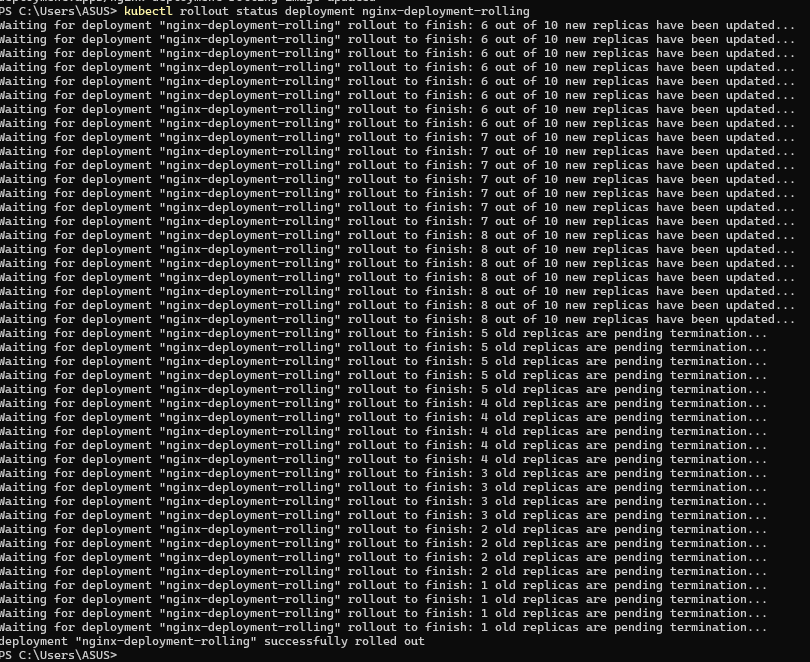 PS C:\Users\ASUS> kubectl rollout status deployment nginx-deployment-rolling
Waiting for deployment "nginx-deployment-rolling" rollout to finish: 6 out of 10 new replicas have been updated...
Waiting for deployment "nginx-deployment-rolling" rollout to finish: 6 out of 10 new replicas have been updated...
Waiting for deployment "nginx-deployment-rolling" rollout to finish: 6 out of 10 new replicas have been updated...
Waiting for deployment "nginx-deployment-rolling" rollout to finish: 6 out of 10 new replicas have been updated...
Waiting for deployment "nginx-deployment-rolling" rollout to finish: 6 out of 10 new replicas have been updated...
Waiting for deployment "nginx-deployment-rolling" rollout to finish: 6 out of 10 new replicas have been updated...
Waiting for deployment "nginx-deployment-rolling" rollout to finish: 6 out of 10 new replicas have been updated...
Waiting for deployment "nginx-deployment-rolling" rollout to finish: 6 out of 10 new replicas have been updated...
Waiting for deployment "nginx-deployment-rolling" rollout to finish: 7 out of 10 new replicas have been updated...
Waiting for deployment "nginx-deployment-rolling" rollout to finish: 7 out of 10 new replicas have been updated...
Waiting for deployment "nginx-deployment-rolling" rollout to finish: 7 out of 10 new replicas have been updated...
Waiting for deployment "nginx-deployment-rolling" rollout to finish: 7 out of 10 new replicas have been updated...
Waiting for deployment "nginx-deployment-rolling" rollout to finish: 7 out of 10 new replicas have been updated...
Waiting for deployment "nginx-deployment-rolling" rollout to finish: 7 out of 10 new replicas have been updated...
Waiting for deployment "nginx-deployment-rolling" rollout to finish: 7 out of 10 new replicas have been updated...
Waiting for deployment "nginx-deployment-rolling" rollout to finish: 8 out of 10 new replicas have been updated...
Waiting for deployment "nginx-deployment-rolling" rollout to finish: 8 out of 10 new replicas have been updated...
Waiting for deployment "nginx-deployment-rolling" rollout to finish: 8 out of 10 new replicas have been updated...
Waiting for deployment "nginx-deployment-rolling" rollout to finish: 8 out of 10 new replicas have been updated...
Waiting for deployment "nginx-deployment-rolling" rollout to finish: 8 out of 10 new replicas have been updated...
Waiting for deployment "nginx-deployment-rolling" rollout to finish: 8 out of 10 new replicas have been updated...
Waiting for deployment "nginx-deployment-rolling" rollout to finish: 8 out of 10 new replicas have been updated...
Waiting for deployment "nginx-deployment-rolling" rollout to finish: 5 old replicas are pending termination...
Waiting for deployment "nginx-deployment-rolling" rollout to finish: 5 old replicas are pending termination...
Waiting for deployment "nginx-deployment-rolling" rollout to finish: 5 old replicas are pending termination...
Waiting for deployment "nginx-deployment-rolling" rollout to finish: 5 old replicas are pending termination...
Waiting for deployment "nginx-deployment-rolling" rollout to finish: 5 old replicas are pending termination...
Waiting for deployment "nginx-deployment-rolling" rollout to finish: 4 old replicas are pending termination...
Waiting for deployment "nginx-deployment-rolling" rollout to finish: 4 old replicas are pending termination...
Waiting for deployment "nginx-deployment-rolling" rollout to finish: 4 old replicas are pending termination...
Waiting for deployment "nginx-deployment-rolling" rollout to finish: 4 old replicas are pending termination...
Waiting for deployment "nginx-deployment-rolling" rollout to finish: 4 old replicas are pending termination...
Waiting for deployment "nginx-deployment-rolling" rollout to finish: 3 old replicas are pending termination...
Waiting for deployment "nginx-deployment-rolling" rollout to finish: 3 old replicas are pending termination...
Waiting for deployment "nginx-deployment-rolling" rollout to finish: 3 old replicas are pending termination...
Waiting for deployment "nginx-deployment-rolling" rollout to finish: 3 old replicas are pending termination...
Waiting for deployment "nginx-deployment-rolling" rollout to finish: 2 old replicas are pending termination...
Waiting for deployment "nginx-deployment-rolling" rollout to finish: 2 old replicas are pending termination...
Waiting for deployment "nginx-deployment-rolling" rollout to finish: 2 old replicas are pending termination...
Waiting for deployment "nginx-deployment-rolling" rollout to finish: 2 old replicas are pending termination...
Waiting for deployment "nginx-deployment-rolling" rollout to finish: 1 old replicas are pending termination...
Waiting for deployment "nginx-deployment-rolling" rollout to finish: 1 old replicas are pending termination...
Waiting for deployment "nginx-deployment-rolling" rollout to finish: 1 old replicas are pending termination...
Waiting for deployment "nginx-deployment-rolling" rollout to finish: 1 old replicas are pending termination...
deployment "nginx-deployment-rolling" successfully rolled out
PS C:\Users\ASUS>